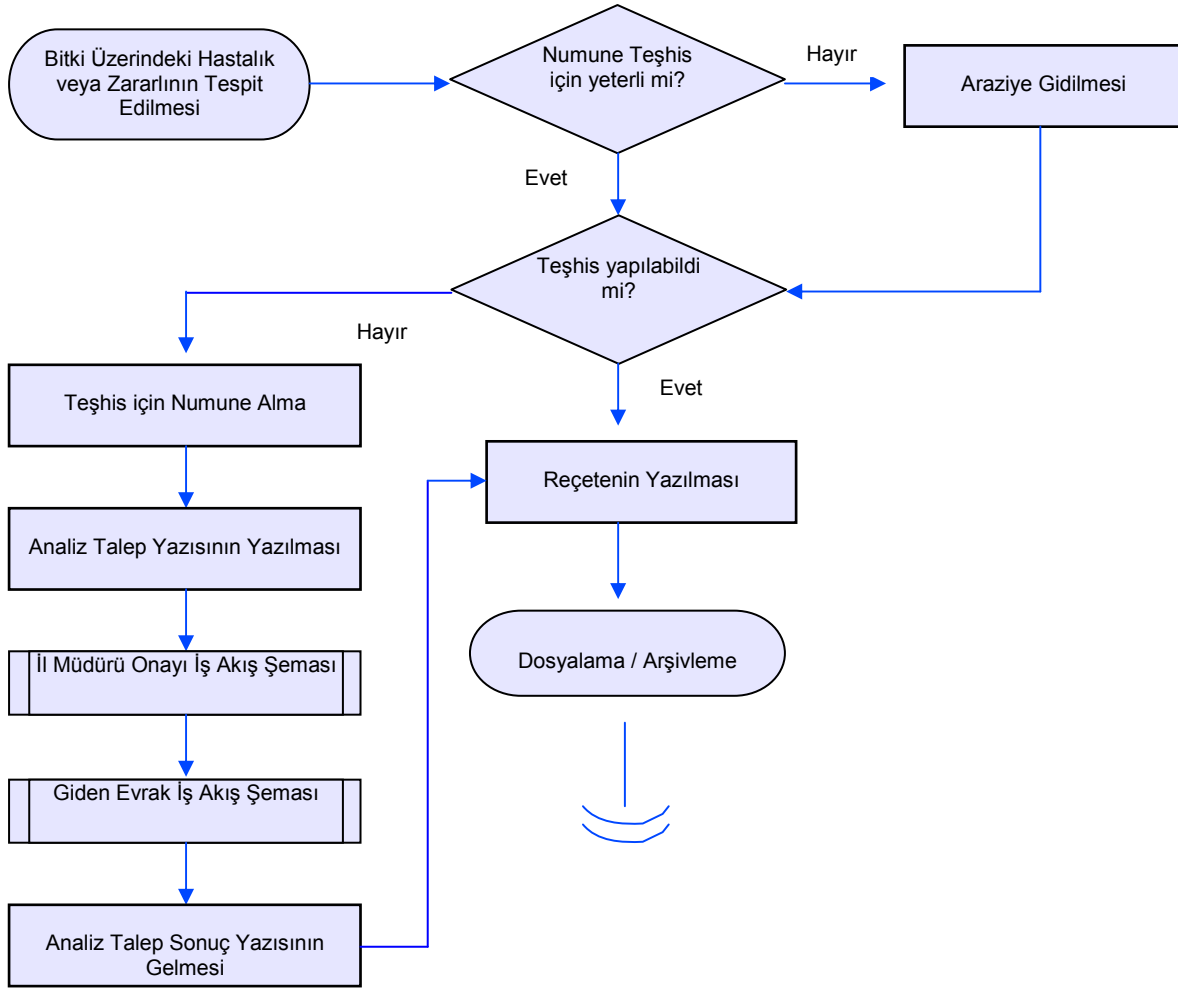 Bitki Üzerindeki Hastalık
veya Zararlının Tespit
Edilmesi
Numune Teşhis
için yeterli mi?
Hayır
Araziye Gidilmesi
Evet
Teşhis yapılabildi
mi?
Hayır
Evet
Teşhis için Numune Alma
Reçetenin Yazılması
Analiz Talep Yazısının Yazılması
İl Müdürü Onayı İş Akış Şeması
Dosyalama / Arşivleme
Giden Evrak İş Akış Şeması
Analiz Talep Sonuç Yazısının
Gelmesi